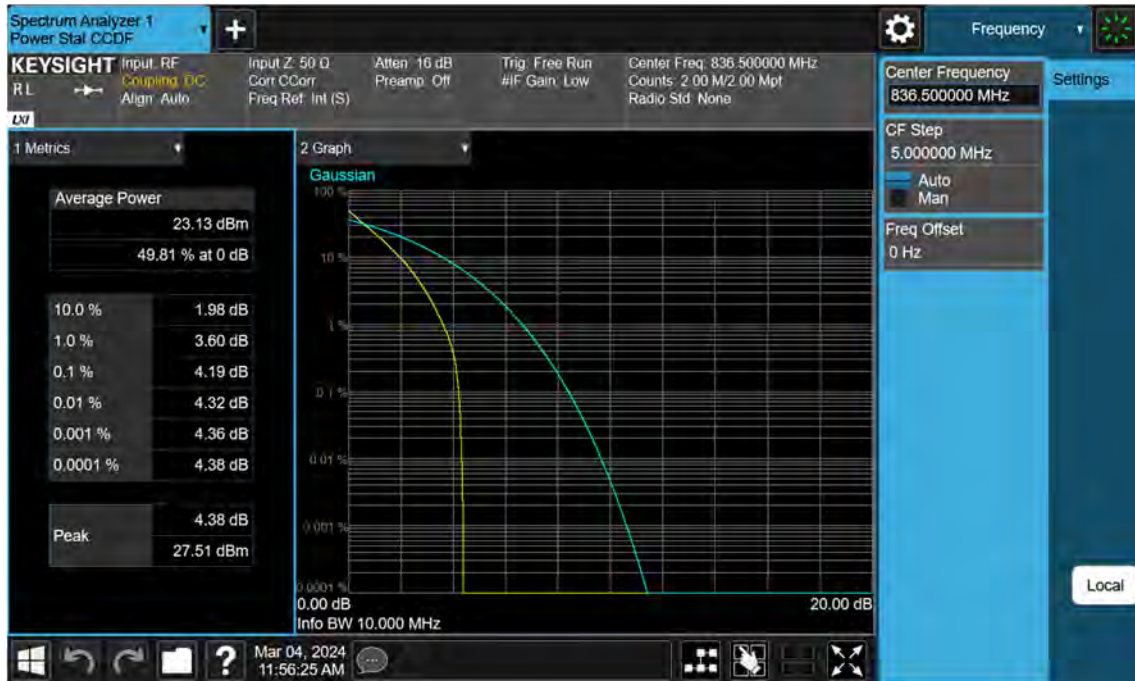 Spectrum Analyzer 1
Power Stat CCDF
+
Frequency
KEYSIGHT
RL
LXI
Input: RF
Coupling: DC
Align: Auto
Input Z: 50 Ω
Corr CCorr
Freq Ref: Int (S)
Atten: 16 dB
Preamp: Off
Trig: Free Run
#IF Gain: Low
Center Freq: 836.500000 MHz
Counts: 2.00 M/2.00 Mpt
Radio Std: None
Center Frequency
836.500000 MHz
Settings
CF Step
5.000000 MHz
Auto
Man
Freq Offset
0 Hz
Local
1 Metrics
Average Power
23.13 dBm
49.81 % at 0 dB
10.0 % 1.98 dB
1.0 % 3.60 dB
0.1 % 4.19 dB
0.01 % 4.32 dB
0.001 % 4.36 dB
0.0001 % 4.38 dB
Peak
4.38 dB
27.51 dBm
2 Graph
Gaussian
100 %
10 %
1 %
0.1 %
0.01 %
0.001 %
0.0001 %
0.00 dB 20.00 dB
Info BW 10.000 MHz
?
Mar 04, 2024
11:56:25 AM